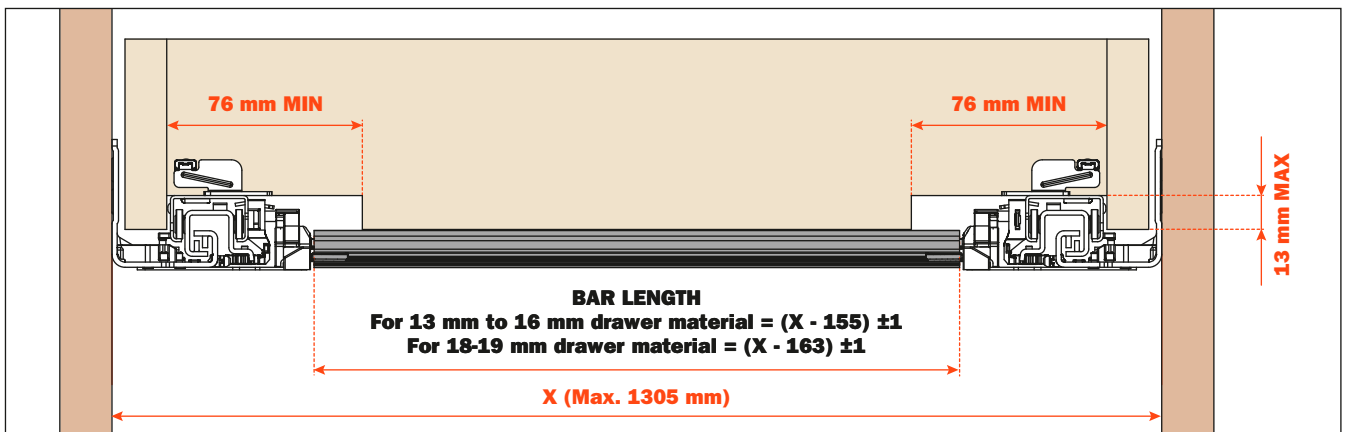 76 mm MIN
76 mm MIN
13 mm MAX
BAR LENGTH
For 13 mm to 16 mm drawer material = (X - 155) ±1
For 18-19 mm drawer material = (X - 163) ±1
X (Max. 1305 mm)